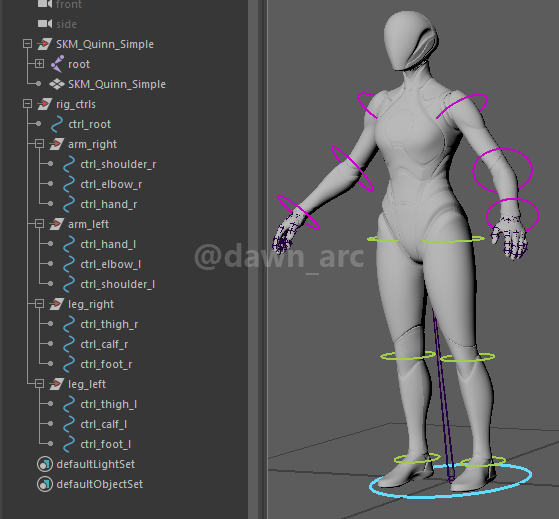 front
side
SKM_Quinn_Simple
root
SKM_Quinn_Simple
rig_ctrls
ctrl_root
arm_right
ctrl_shoulder_r
ctrl_elbow_r
ctrl_hand_r
arm_left
ctrl_hand_l
ctrl_elbow_l
ctrl_shoulder_l
leg_right
ctrl_thigh_r
ctrl_calf_r
ctrl_foot_r
leg_left
ctrl_thigh_l
ctrl_calf_l
ctrl_foot_l
defaultLightSet
defaultObjectSet
@dawn_arc